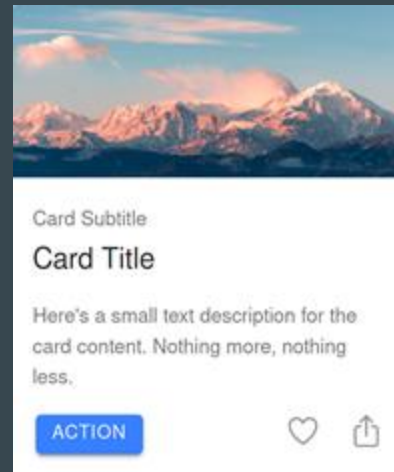 Card Subtitle
Card Title
Here's a small text description for the
card content. Nothing more, nothing
less.
ACTION